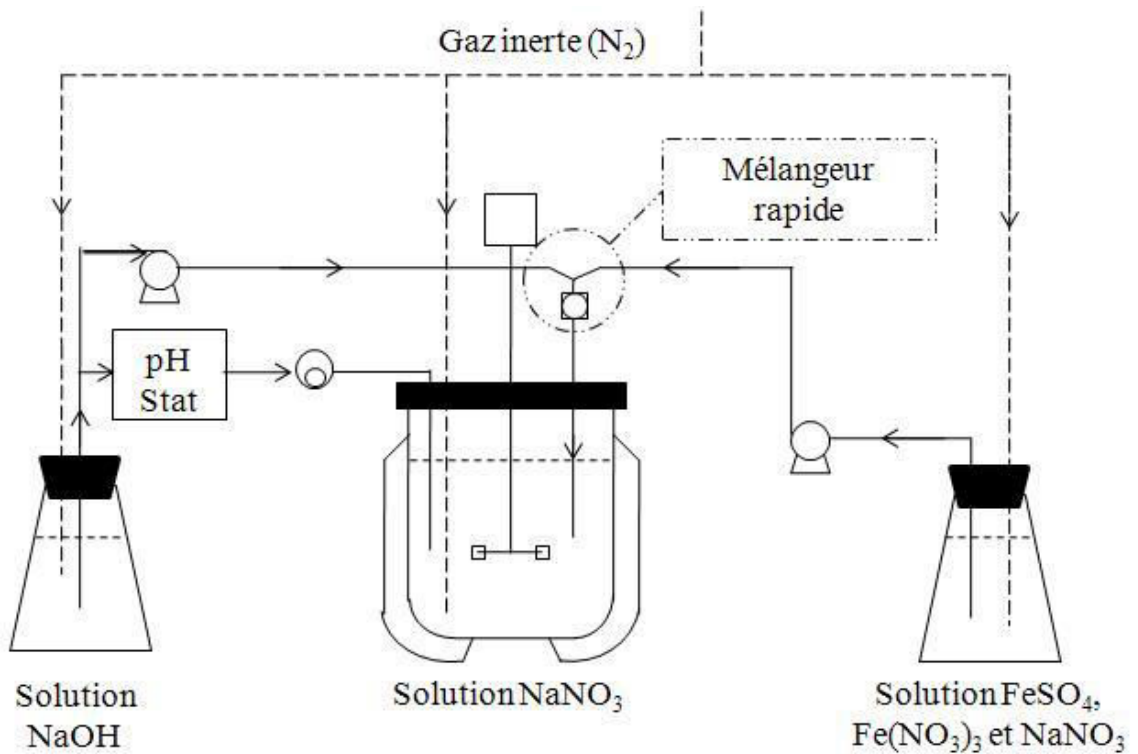 Gaz inerte (N₂)
Mélangeur
rapide
pH
Stat
Solution
NaOH
Solution NaNO₃
Solution FeSO₄,
Fe(NO₃)₃ et NaNO₃